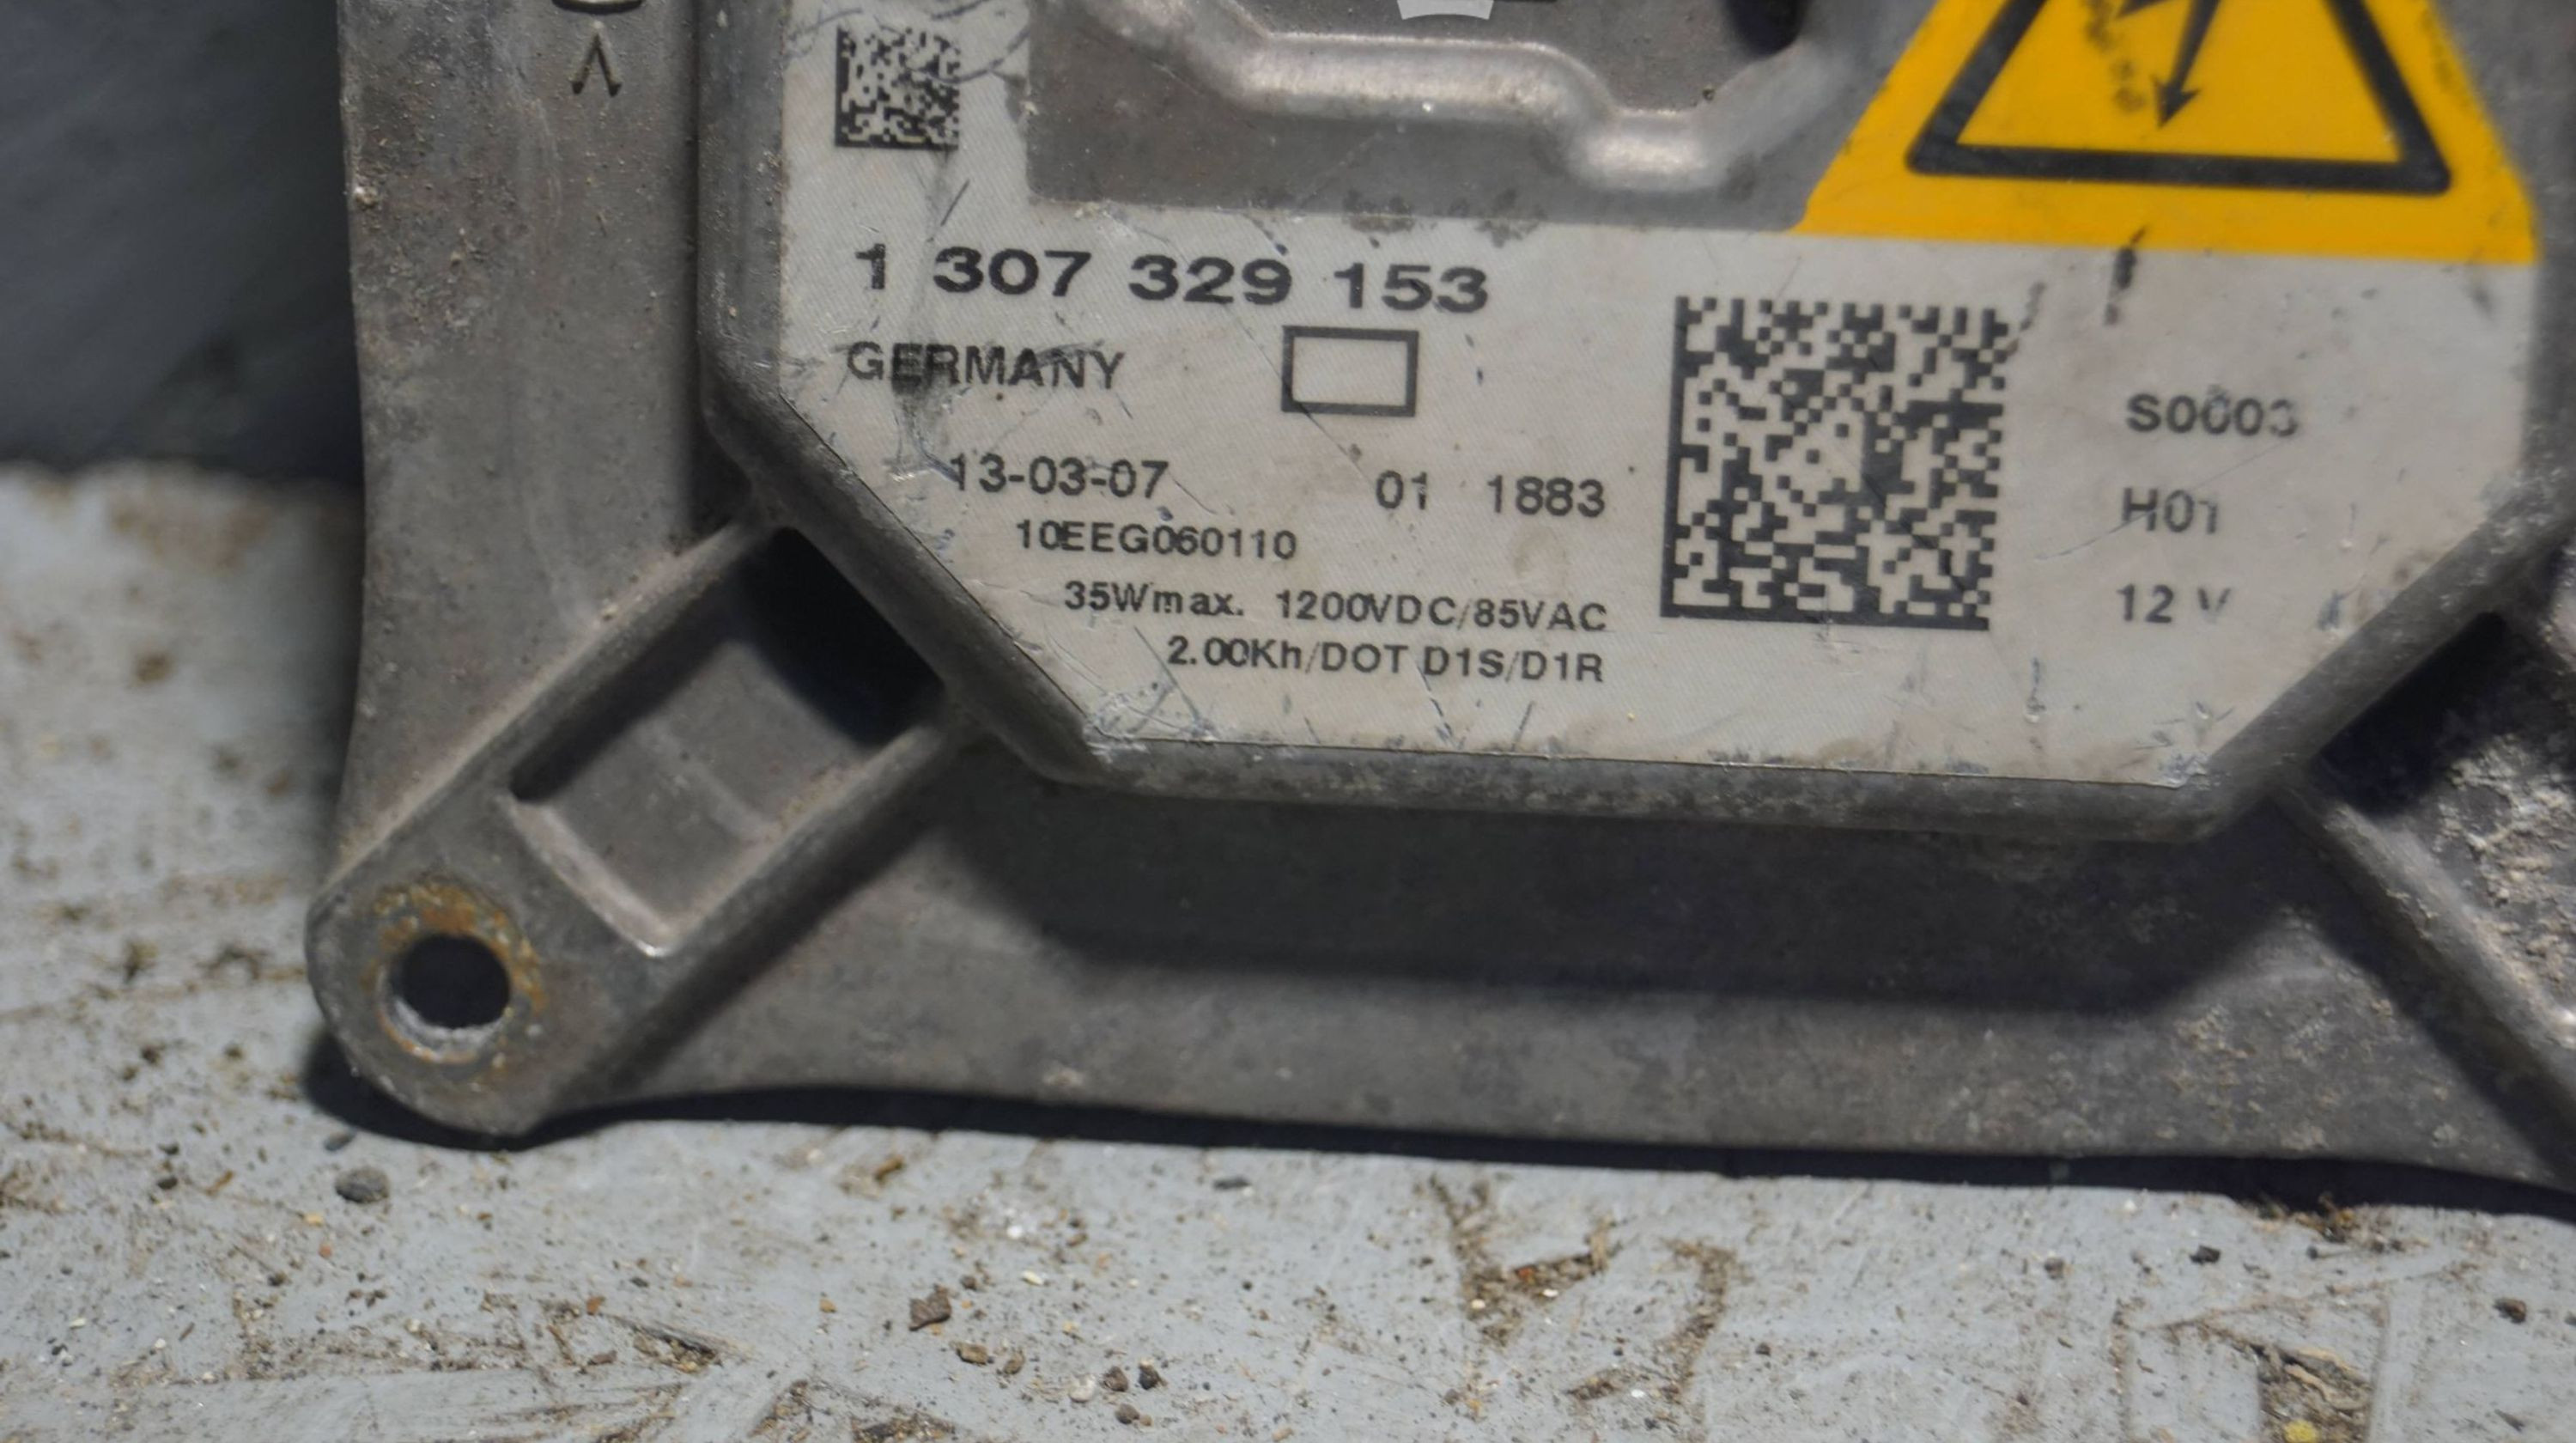 1 307 329 153
GERMANY
13-03-07 01 1883
10EEG060110
35Wmax. 1200VDC/85VAC
2.00Kh/DOT D1S/D1R
S0003
H01
12 V